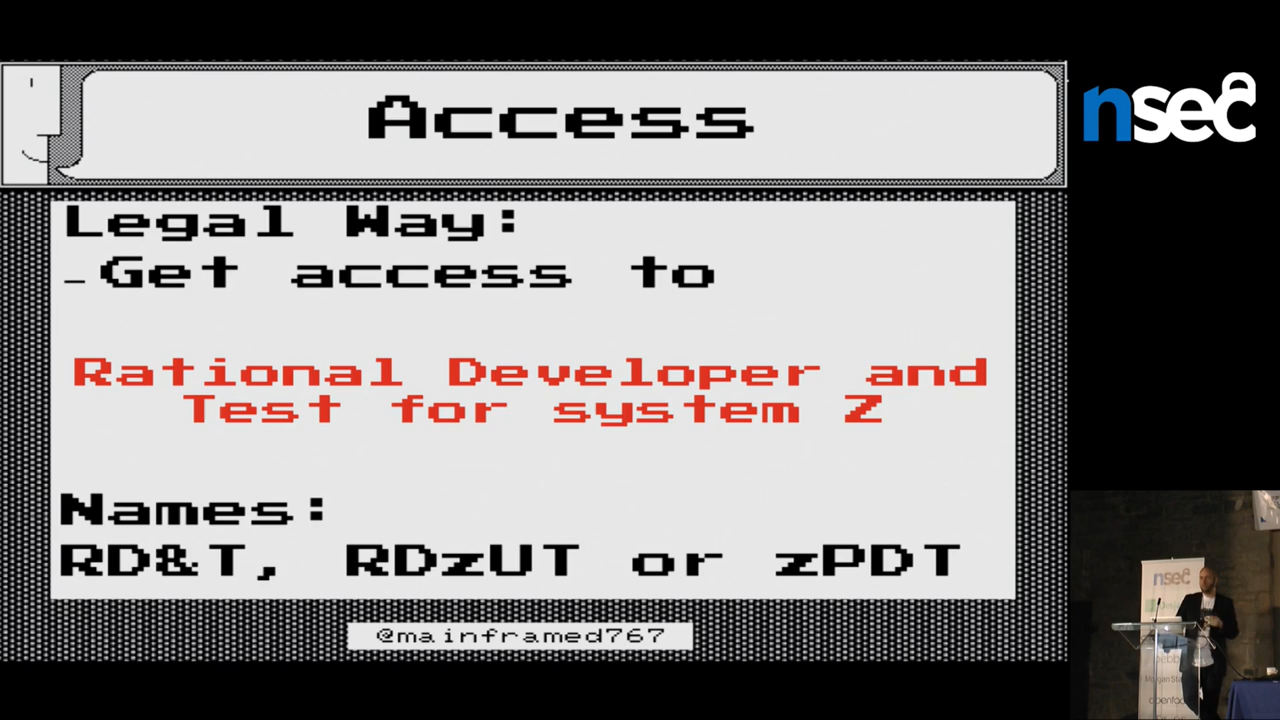 Access
nsec
Legal Way:
-Get access to
Rational Developer and
Test for system Z
Names:
RD&T, RDzUT or zPDT
@mainframed767
nsec